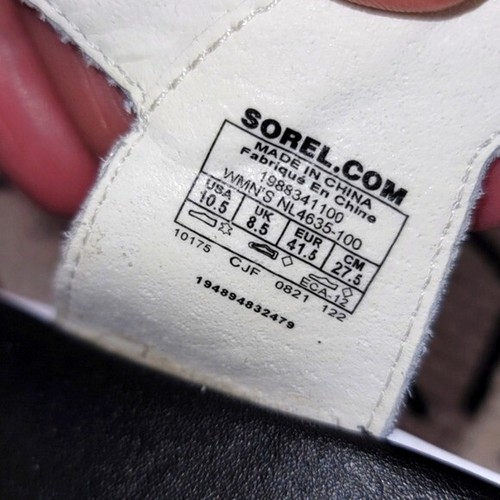 SOREL.COM
MADE IN CHINA
Fabriqué En Chine
1988341100
WMN'S NL4635-100
USA UK EUR CM
10.5 8.5 41.5 27.5
ECA-12
10175 CJF 0821 122
194894832479